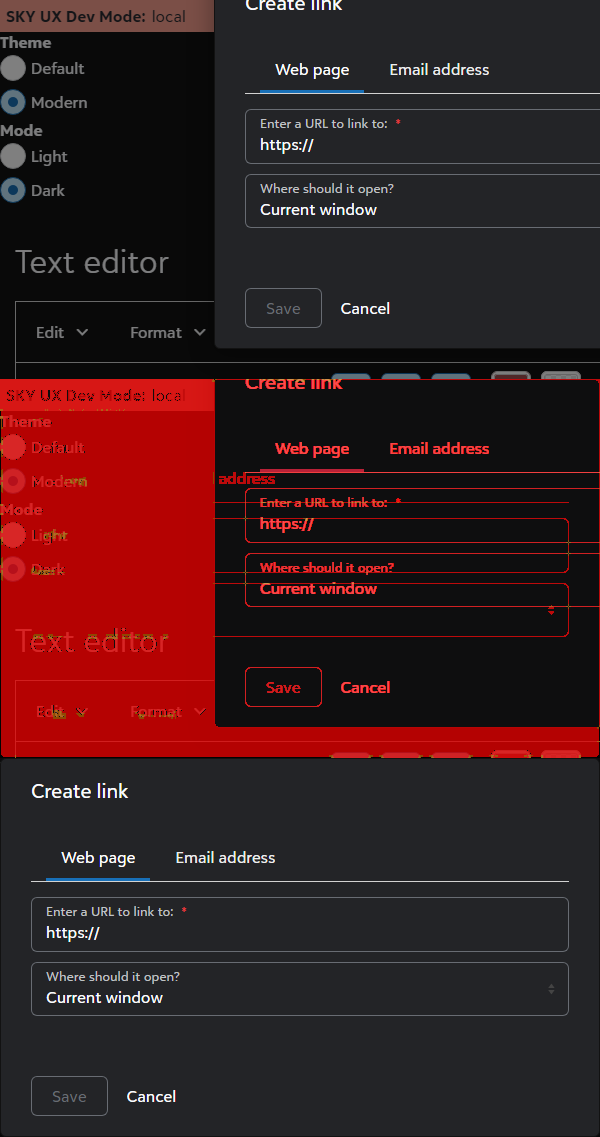 SKY UX Dev Mode: local
Create link
Theme
Default
Web page
Email address
Modern
Mode
Enter a URL to link to: *
Light
https://
Dark
Where should it open?
Current window
Text editor
Save
Cancel
Edit
Format
SKY UX Dev Mode: local
Create link
Theme
Default
Web page
Email address
Modern
address
Mode
Enter a URL to link to: *
Light
https://
Dark
Where should it open?
Current window
Text editor
Save
Cancel
Edit
Format
Create link
Web page
Email address
Enter a URL to link to: *
https://
Where should it open?
Current window
Save
Cancel